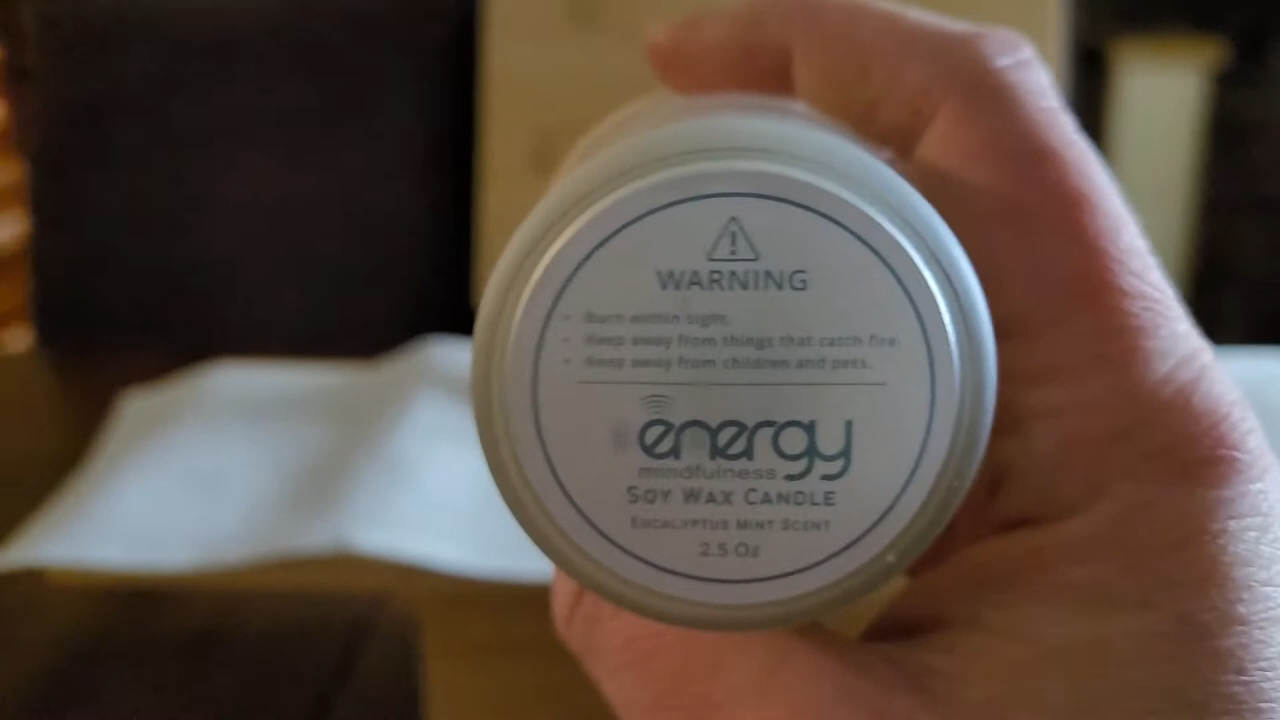 WARNING
• Burn within sight.
• Keep away from things that catch fire.
• Keep away from children and pets.
energy
mindfulness
SOY WAX CANDLE
EUCALYPTUS MINT SCENT
2.5 Oz